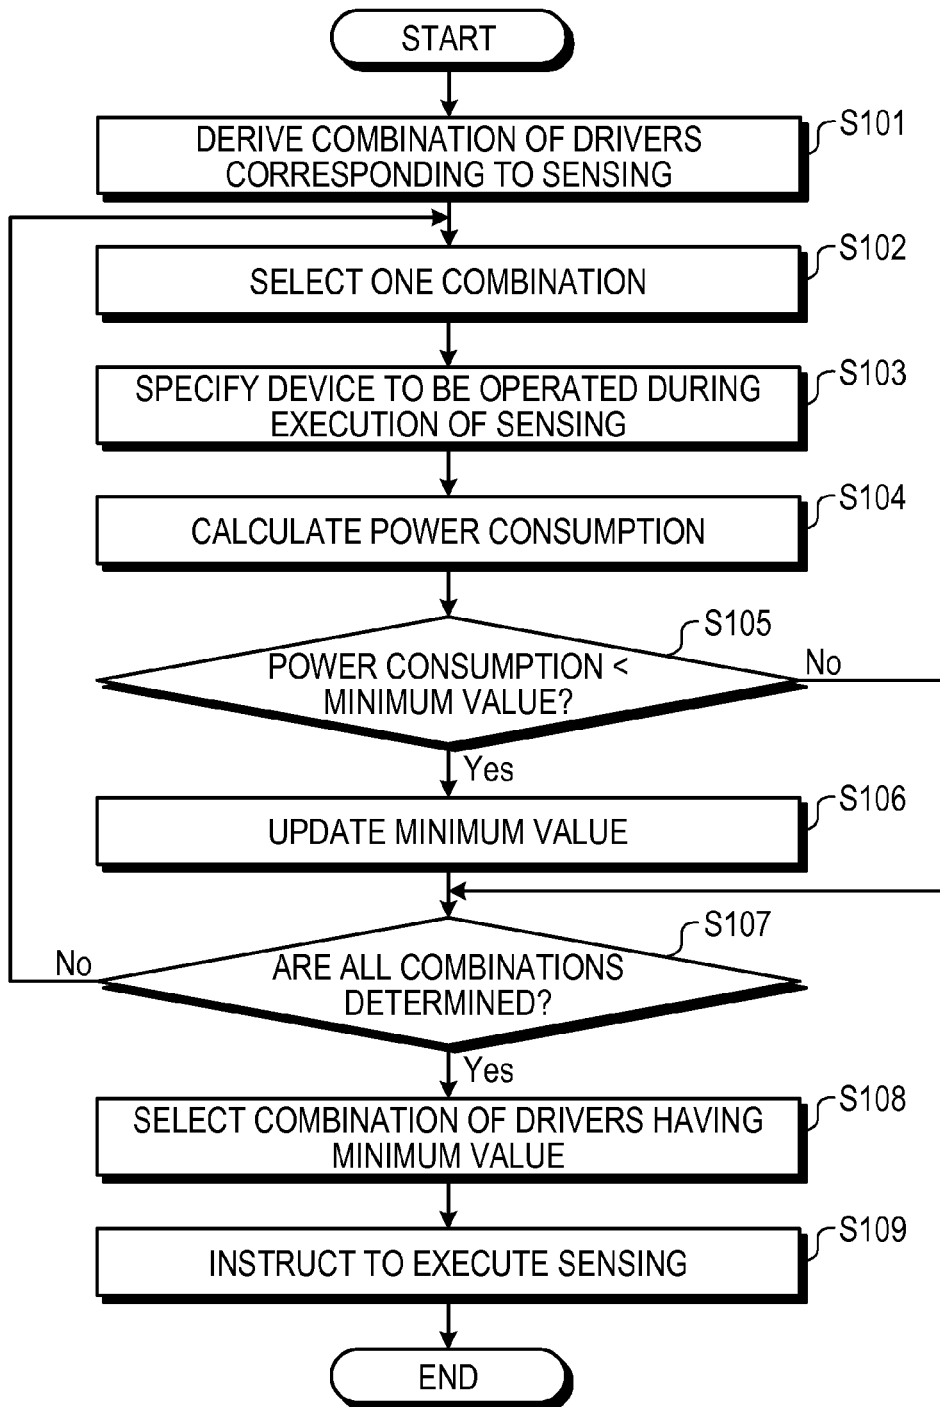 START
DERIVE COMBINATION OF DRIVERS
CORRESPONDING TO SENSING
S101
SELECT ONE COMBINATION
S102
SPECIFY DEVICE TO BE OPERATED DURING
EXECUTION OF SENSING
S103
CALCULATE POWER CONSUMPTION
S104
POWER CONSUMPTION <
MINIMUM VALUE?
S105
No
Yes
UPDATE MINIMUM VALUE
S106
ARE ALL COMBINATIONS
DETERMINED?
S107
No
Yes
SELECT COMBINATION OF DRIVERS HAVING
MINIMUM VALUE
S108
INSTRUCT TO EXECUTE SENSING
S109
END